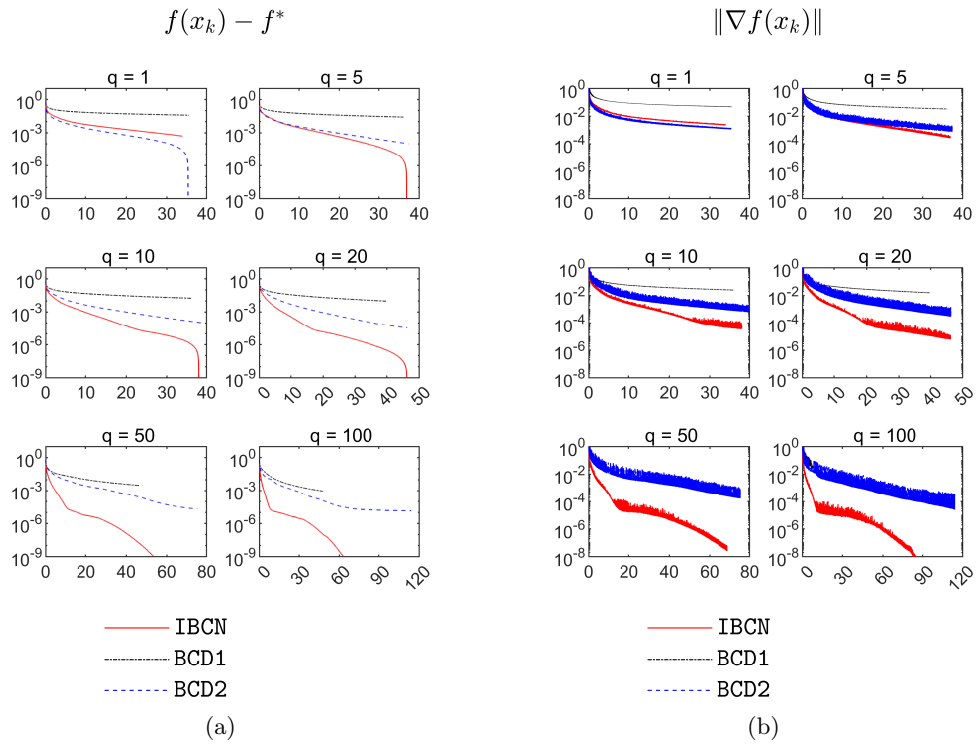 f(x_k) − f*
‖∇f(x_k)‖
q = 1
10^0
10^-3
10^-6
10^-9
0 10 20 30 40
q = 5
10^0
10^-3
10^-6
10^-9
0 10 20 30 40
q = 10
10^0
10^-3
10^-6
10^-9
0 10 20 30 40
q = 20
10^0
10^-3
10^-6
10^-9
0 10 20 30 40 50
q = 50
10^0
10^-3
10^-6
10^-9
0 20 40 60 80
q = 100
10^0
10^-3
10^-6
10^-9
0 30 60 90 120
IBCN
BCD1
BCD2
(a)
q = 1
10^0
10^-2
10^-4
10^-6
10^-8
0 10 20 30 40
q = 5
10^0
10^-2
10^-4
10^-6
10^-8
0 10 20 30 40
q = 10
10^0
10^-2
10^-4
10^-6
10^-8
0 10 20 30 40
q = 20
10^0
10^-2
10^-4
10^-6
10^-8
0 10 20 30 40 50
q = 50
10^0
10^-2
10^-4
10^-6
10^-8
0 20 40 60 80
q = 100
10^0
10^-2
10^-4
10^-6
10^-8
0 30 60 90 120
IBCN
BCD1
BCD2
(b)